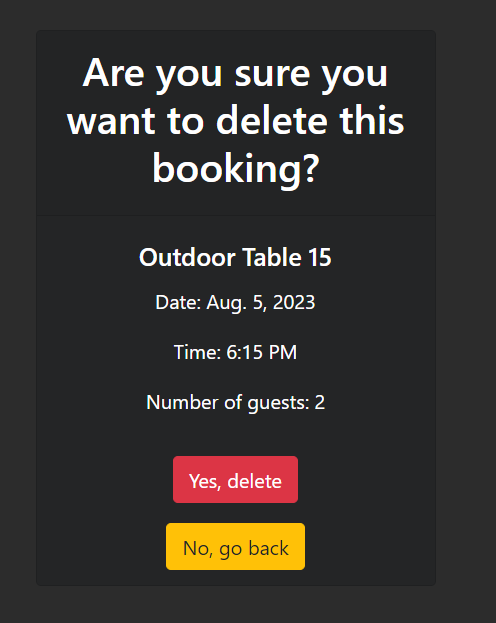 Are you sure you
want to delete this
booking?
Outdoor Table 15
Date: Aug. 5, 2023
Time: 6:15 PM
Number of guests: 2
Yes, delete
No, go back